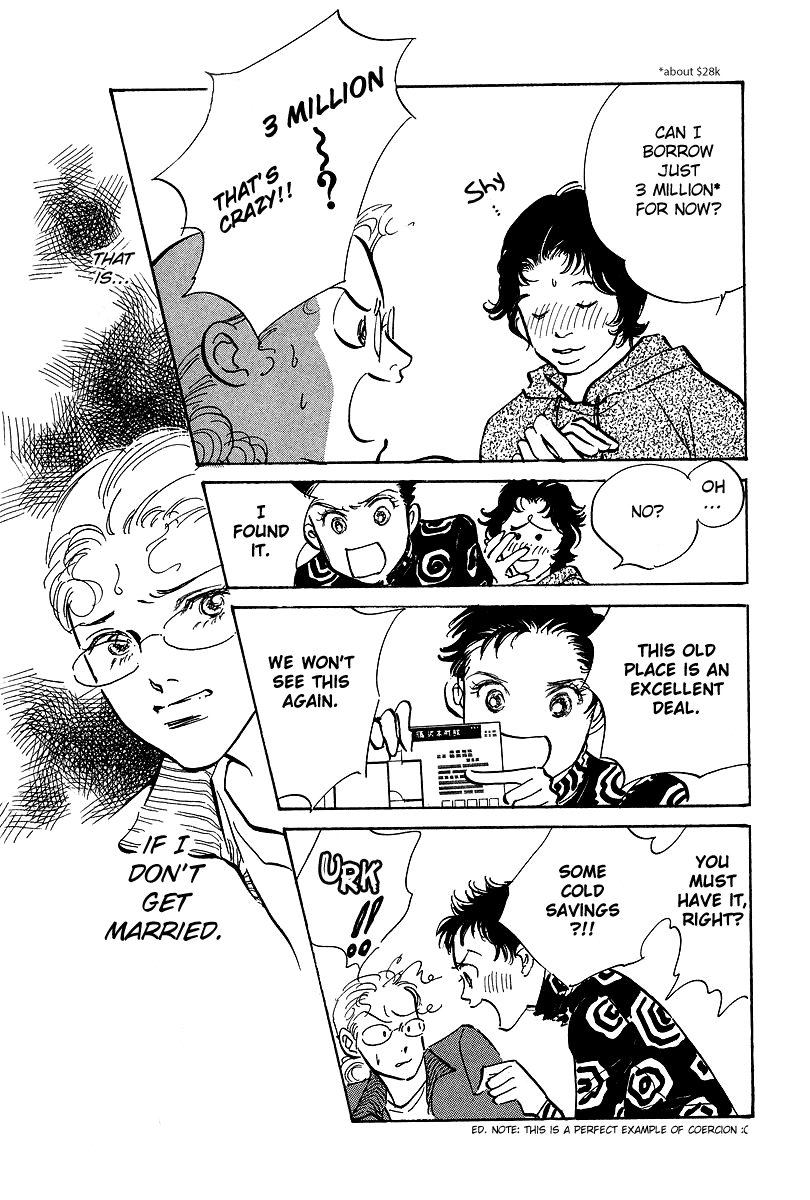 *about $28k
CAN I
BORROW
JUST
3 MILLION*
FOR NOW?
Shy
...
3 MILLION
~?
THAT'S
CRAZY!!
OH
...
NO?
I
FOUND
IT.
THIS OLD
PLACE IS AN
EXCELLENT
DEAL.
WE WON'T
SEE THIS
AGAIN.
YOU
MUST
HAVE IT,
RIGHT?
SOME
COLD
SAVINGS
?!!
URK
!!
THAT
IS...
IF I
DON'T
GET
MARRIED.
ED. NOTE: THIS IS A PERFECT EXAMPLE OF COERCION :(